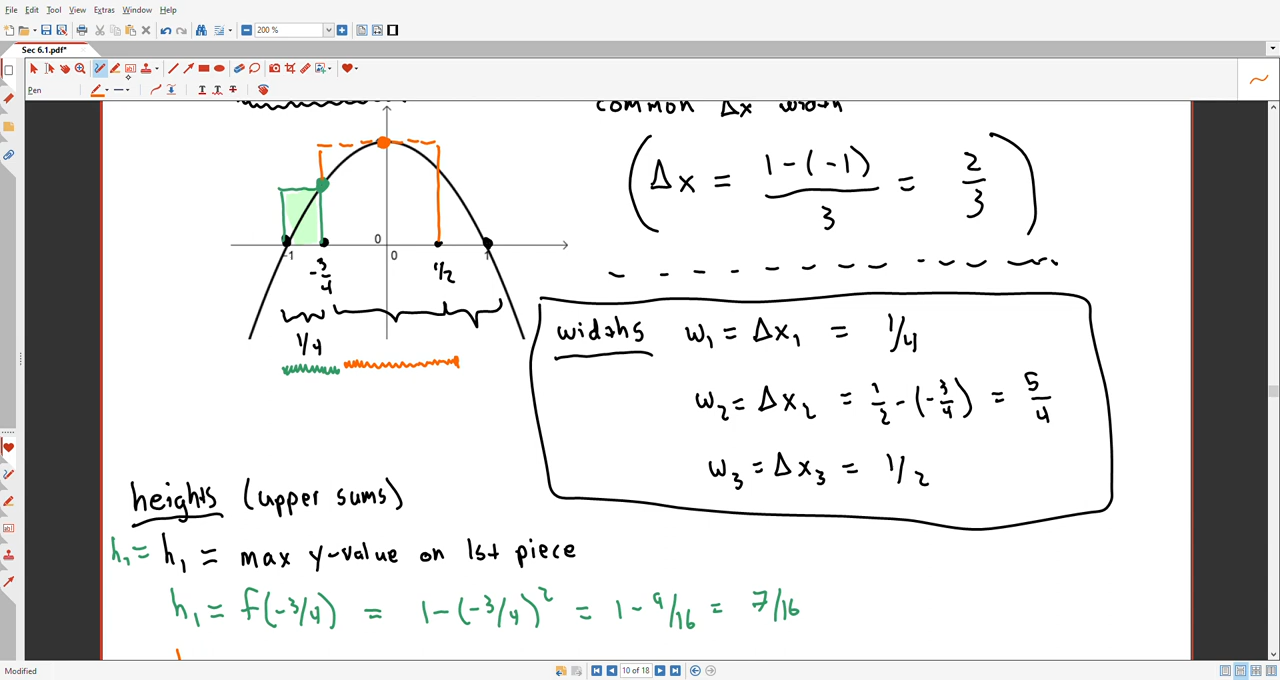 File Edit View Tool Extras Window Help
200 %
Sec 6.1.pdf*
Pen
common Δx width
(Δx = 1-(-1)/3 = 2/3)
0
-1 0 1
-3/4 1/2
1/4
widths w₁ = Δx₁ = 1/4
w₂ = Δx₂ = 1/2 - (-3/4) = 5/4
w₃ = Δx₃ = 1/2
heights (upper sums)
h₁ = h₁ = max y-value on 1st piece
h₁ = f(-3/4) = 1-(-3/4)² = 1 - 9/16 = 7/16
Modified
10 of 18